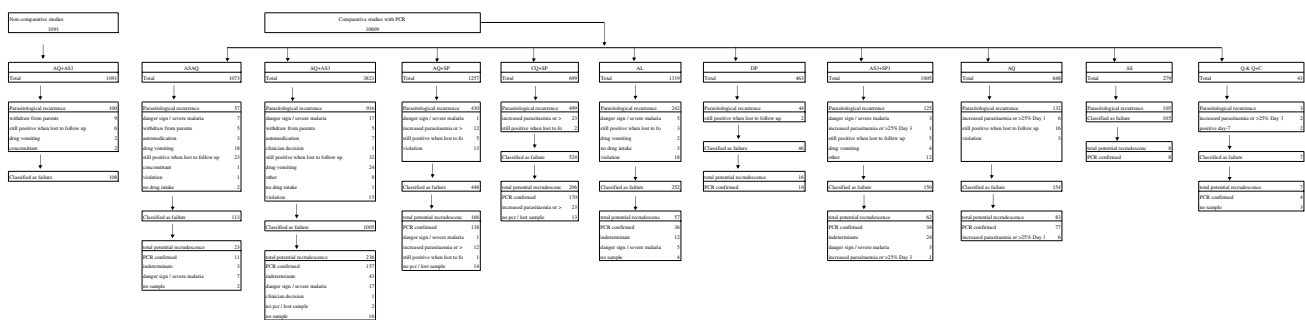 Non-comparative studies
1091
Comparative studies with PCR
10609
AQ+AS3
Total 1091
Parasitological recurrence 100
withdraw from parents 9
still positive when lost to follow up 6
drug vomiting 2
concommittant 2
Classified as failure 108
ASAQ
Total 1073
Parasitological recurrence 57
danger sign / severe malaria 7
withdraw from parents 5
automedication 3
drug vomiting 18
still positive when lost to follow up 23
concommitant 1
violation 1
no drug intake 2
Classified as failure 113
total potential recrudescence 23
PCR confirmed 11
indeterminate 3
danger sign / severe malaria 7
no sample 2
AQ+AS3
Total 3823
Parasitological recurrence 916
danger sign / severe malaria 17
withdraw from parents 5
automedication 7
clinician decision 1
still positive when lost to follow up 32
drug vomiting 24
other 8
no drug intake 1
violation 15
Classified as failure 1005
total potential recrudescence 236
PCR confirmed 157
indeterminate 43
danger sign / severe malaria 17
clinician decision 1
no pcr / lost sample 2
no sample 16
AQ+SP
Total 1257
Parasitological recurrence 430
danger sign / severe malaria 1
increased parasitaemia or > 12
still positive when lost to fo 5
violation 13
Classified as failure 448
total potential recrudescenc 166
PCR confirmed 138
danger sign / severe malaria 1
increased parasitaemia or > 12
still positive when lost to fo 1
no pcr / lost sample 14
CQ+SP
Total 699
Parasitological recurrence 499
increased parasitaemia or > 23
still positive when lost to fo 2
Classified as failure 524
total potential recrudescenc 206
PCR confirmed 170
increased parasitaemia or > 23
no pcr / lost sample 13
AL
Total 1319
Parasitological recurrence 242
danger sign / severe malaria 5
still positive when lost to fo 3
drug vomiting 2
no drug intake 3
violation 18
Classified as failure 252
total potential recrudescenc 57
PCR confirmed 36
indeterminate 12
danger sign / severe malaria 5
no sample 4
DP
Total 463
Parasitological recurrence 44
still positive when lost to follow up 2
Classified as failure 46
total potential recrudescence 16
PCR confirmed 16
AS3+SP1
Total 1005
Parasitological recurrence 125
danger sign / severe malaria 3
increased parasitaemia or >25% Day 3 1
still positive when lost to follow up 5
drug vomiting 4
other 12
Classified as failure 150
total potential recrudescence 62
PCR confirmed 34
indeterminate 24
danger sign / severe malaria 3
increased parasitaemia or >25% Day 3 1
AQ
Total 648
Parasitological recurrence 132
increased parasitaemia or >25% Day 3 6
still positive when lost to follow up 16
violation 3
Classified as failure 154
total potential recrudescence 83
PCR confirmed 77
increased parasitaemia or >25% Day 3 6
AS
Total 279
Parasitological recurrence 105
Classified as failure 105
total potential recrudescence 8
PCR confirmed 8
Q & Q+C
Total 43
Parasitological recurrence 3
increased parasitaemia or >25% Day 3 2
positive day-7 2
Classified as failure 7
total potential recrudescence 7
PCR confirmed 4
no sample 3